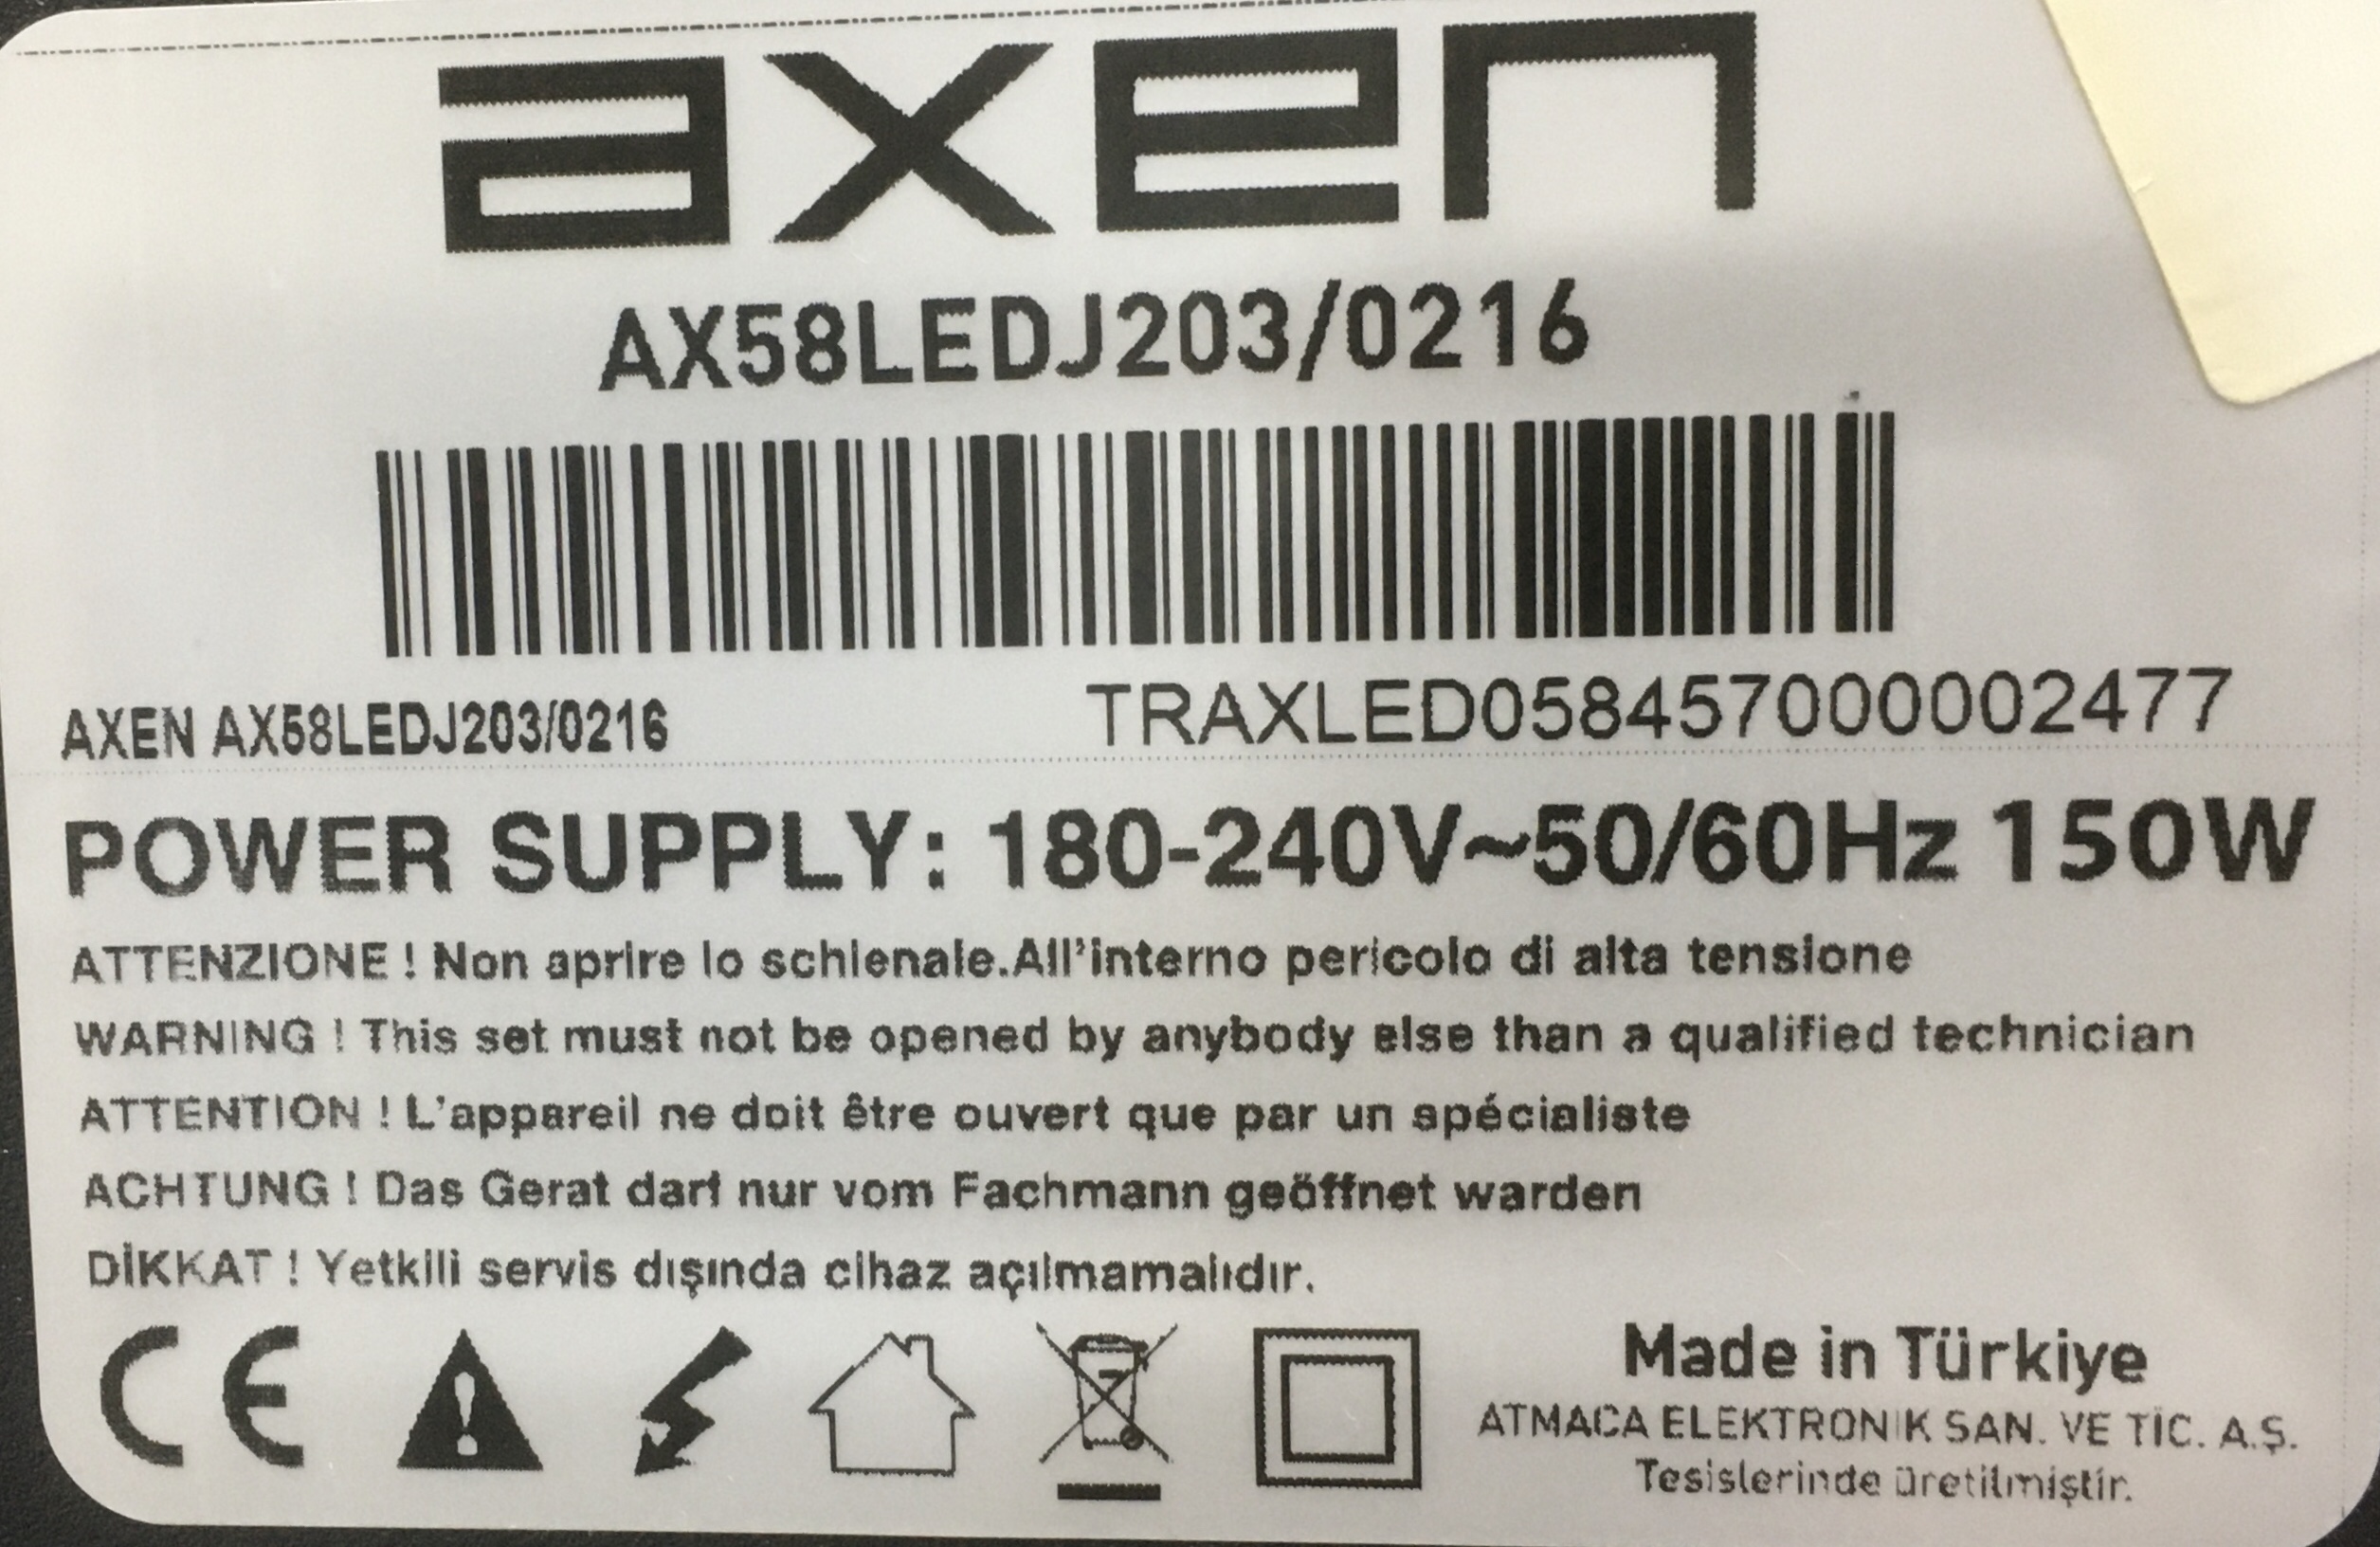 axen
AX58LEDJ203/0216
AXEN AX58LEDJ203/0216 TRAXLED058457000002477
POWER SUPPLY: 180-240V~50/60Hz 150W
ATTENZIONE ! Non aprire lo schienale.All'interno pericolo di alta tensione
WARNING ! This set must not be opened by anybody else than a qualified technician
ATTENTION ! L'appareil ne doit être ouvert que par un spécialiste
ACHTUNG ! Das Gerat darf nur vom Fachmann geöffnet warden
DİKKAT ! Yetkili servis dışında cihaz açılmamalıdır.
CE
Made in Türkiye
ATMACA ELEKTRONİK SAN. VE TİC. A.Ş.
Tesislerinde üretilmiştir.